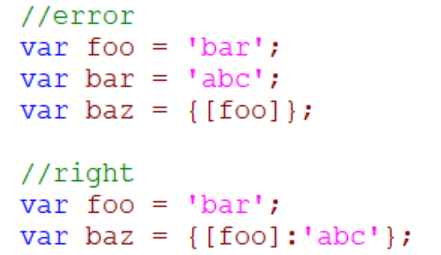 //error
var foo = 'bar';
var bar = 'abc';
var baz = {[foo]};
//right
var foo = 'bar';
var baz = {[foo]:'abc'};